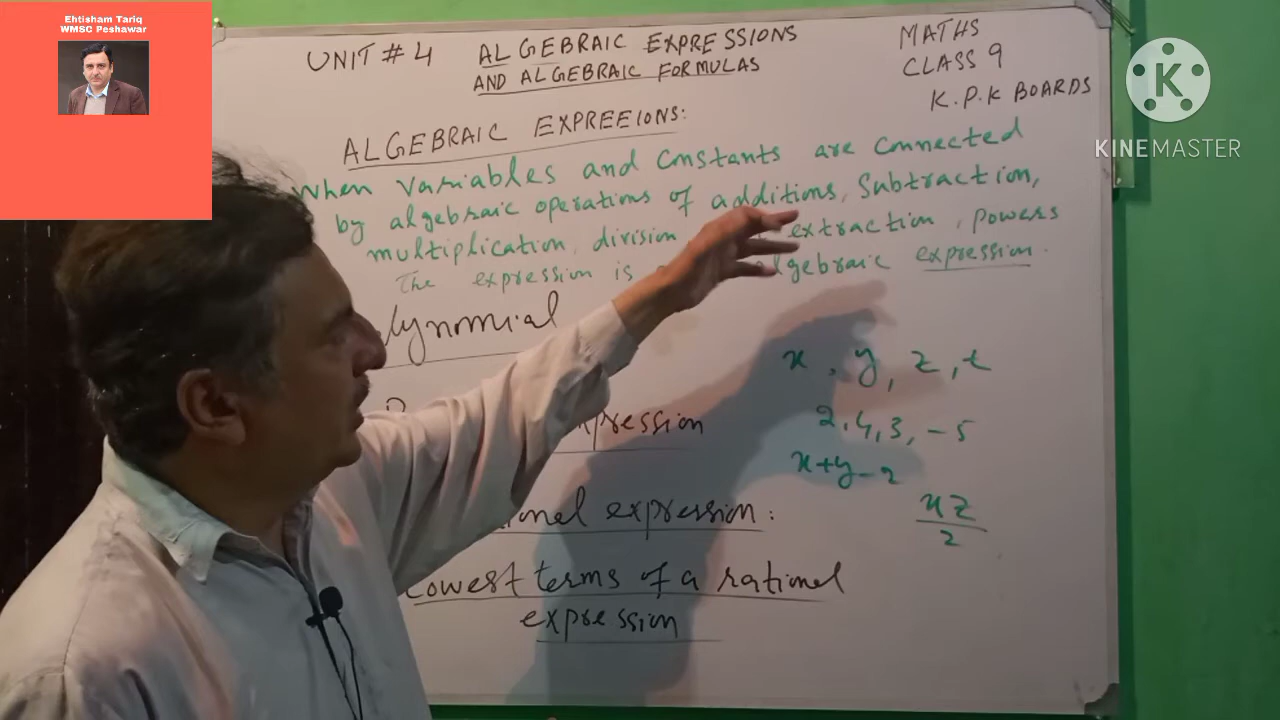 Ehtisham Tariq
WMSC Peshawar
UNIT # 4 ALGEBRAIC EXPRESSIONS
AND ALGEBRAIC FORMULAS
MATHS
CLASS 9
K.P.K BOARDS
K
KINEMASTER
ALGEBRAIC EXPREEIONS:
When variables and constants are connected
by algebraic operations of additions, subtraction,
multiplication, division extraction, powers
The expression is algebraic expression.
lynomial
x, y, z, t
pression
2, 4, 3, -5
x+y-2
xz
2
ional expression:
Lowest terms of a rational
expression